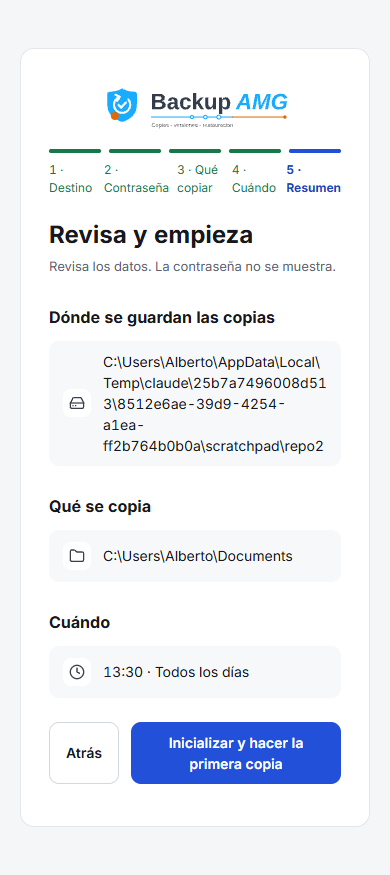 Backup AMG
Copias · versiones · restauración
1 ·
Destino
2 ·
Contraseña
3 · Qué
copiar
4 ·
Cuándo
5 ·
Resumen
Revisa y empieza
Revisa los datos. La contraseña no se muestra.
Dónde se guardan las copias
C:\Users\Alberto\AppData\Local\
Temp\claude\25b7a7496008d51
3\8512e6ae-39d9-4254-
a1ea-
ff2b764b0b0a\scratchpad\repo2
Qué se copia
C:\Users\Alberto\Documents
Cuándo
13:30 · Todos los días
Atrás
Inicializar y hacer la
primera copia